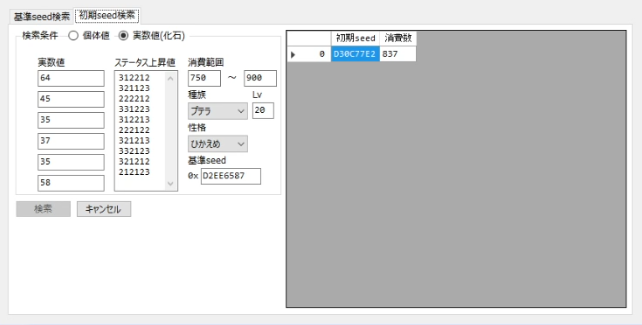 基準seed検索 初期seed検索
検索条件 個体値 実数値(化石)
実数値 ステータス上昇値 消費範囲
64 312212 750 ～ 900
321123
45 222212 種族 Lv
331223 プテラ 20
35 312213
222122 性格
37 321213 ひかえめ
332123
35 321212 基準seed
212123 0x D2EE6587
58
検索 キャンセル
初期seed 消費数
0 D30C77E2 837